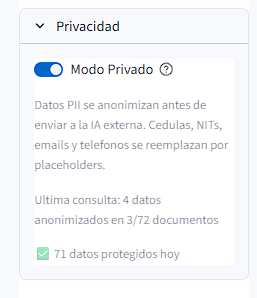 Privacidad
Modo Privado
Datos PII se anonimizan antes de
enviar a la IA externa. Cedulas, NITs,
emails y telefonos se reemplazan por
placeholders.
Ultima consulta: 4 datos
anonimizados en 3/72 documentos
71 datos protegidos hoy